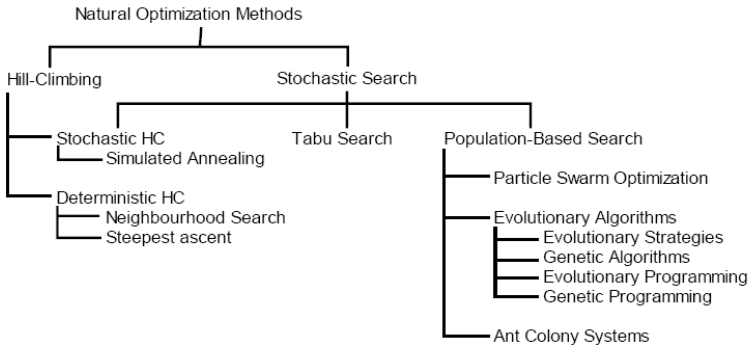 Natural Optimization Methods
Hill-Climbing
Stochastic Search
Stochastic HC
Tabu Search
Population-Based Search
Simulated Annealing
Particle Swarm Optimization
Deterministic HC
Neighbourhood Search
Evolutionary Algorithms
Steepest ascent
Evolutionary Strategies
Genetic Algorithms
Evolutionary Programming
Genetic Programming
Ant Colony Systems